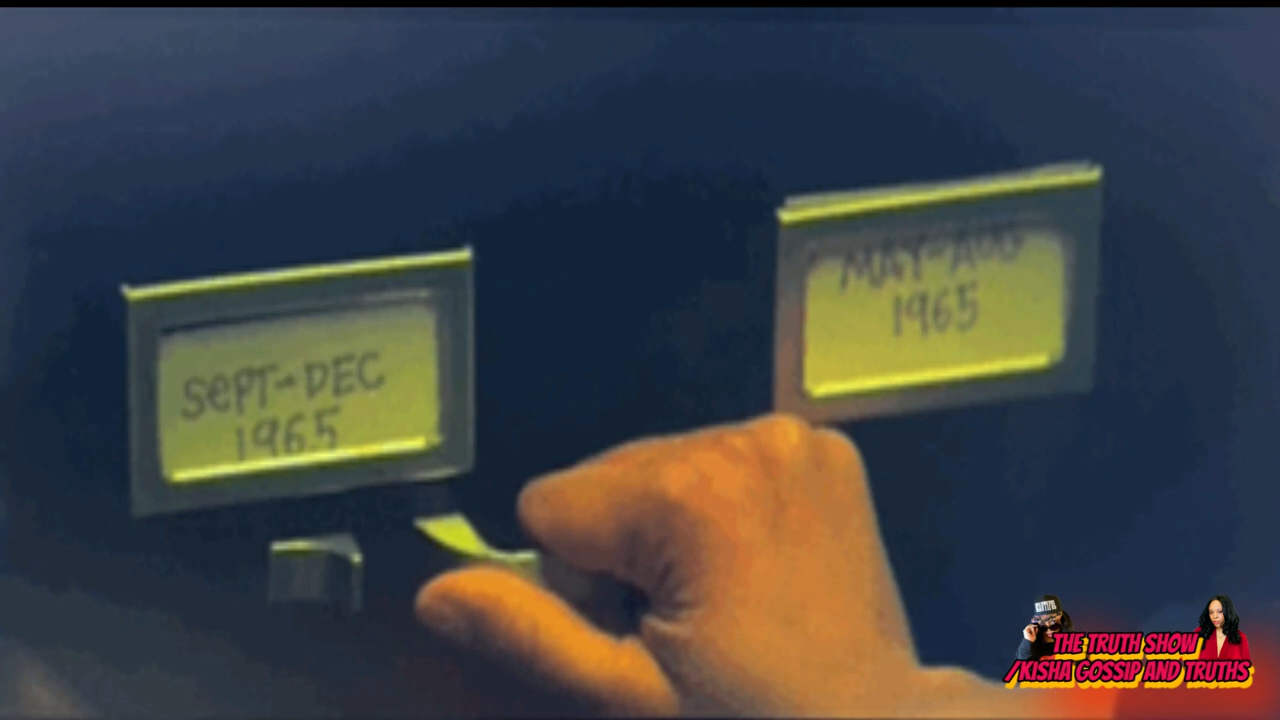 SePT-DEC
1965
MAY-AUG
1965
THE TRUTH SHOW
/KISHA GOSSIP AND TRUTHS